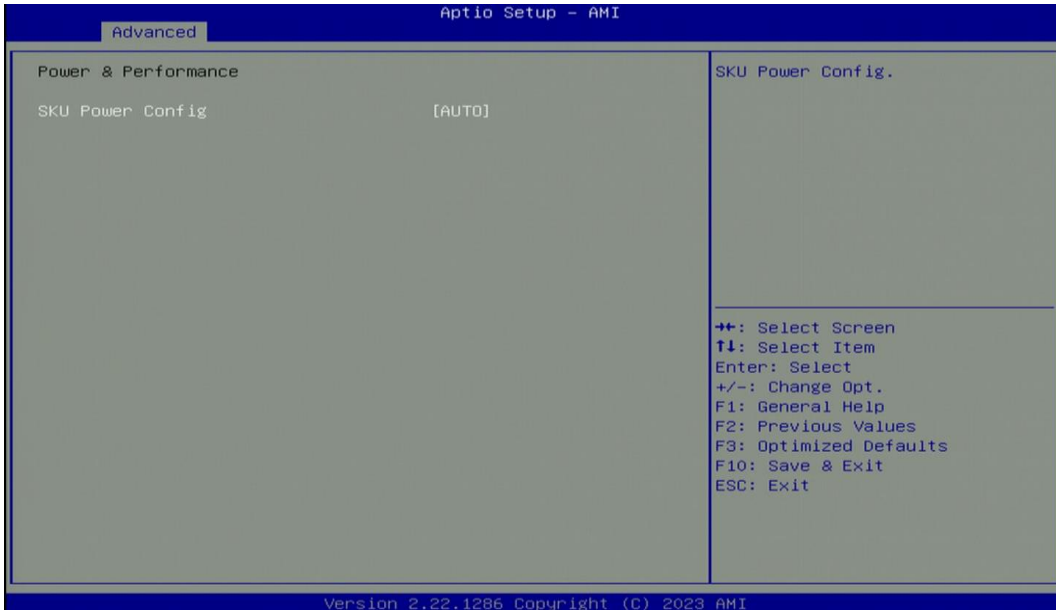 Aptio Setup – AMI
Advanced
Power & Performance
SKU Power Config [AUTO]
SKU Power Config.
→←: Select Screen
↑↓: Select Item
Enter: Select
+/-: Change Opt.
F1: General Help
F2: Previous Values
F3: Optimized Defaults
F10: Save & Exit
ESC: Exit
Version 2.22.1286 Copyright (C) 2023 AMI